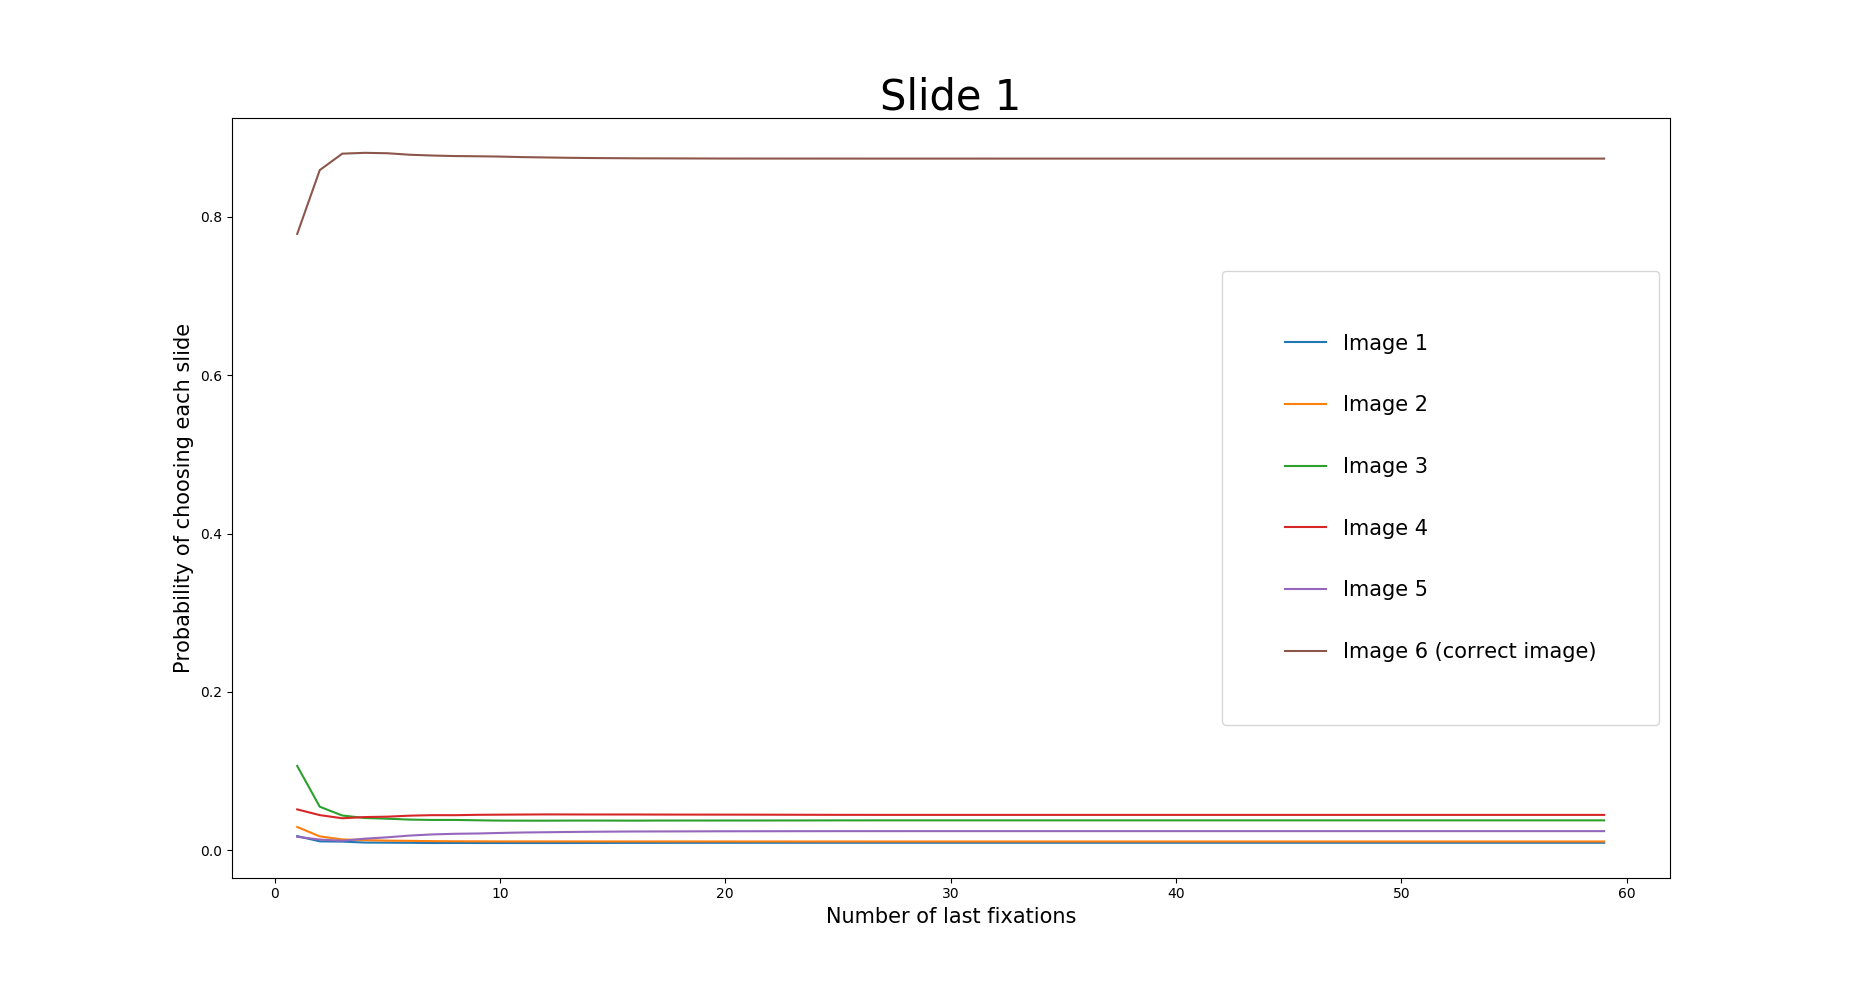 Slide 1
Probability of choosing each slide
0.8
0.6
0.4
0.2
0.0
Image 1
Image 2
Image 3
Image 4
Image 5
Image 6 (correct image)
0 10 20 30 40 50 60
Number of last fixations